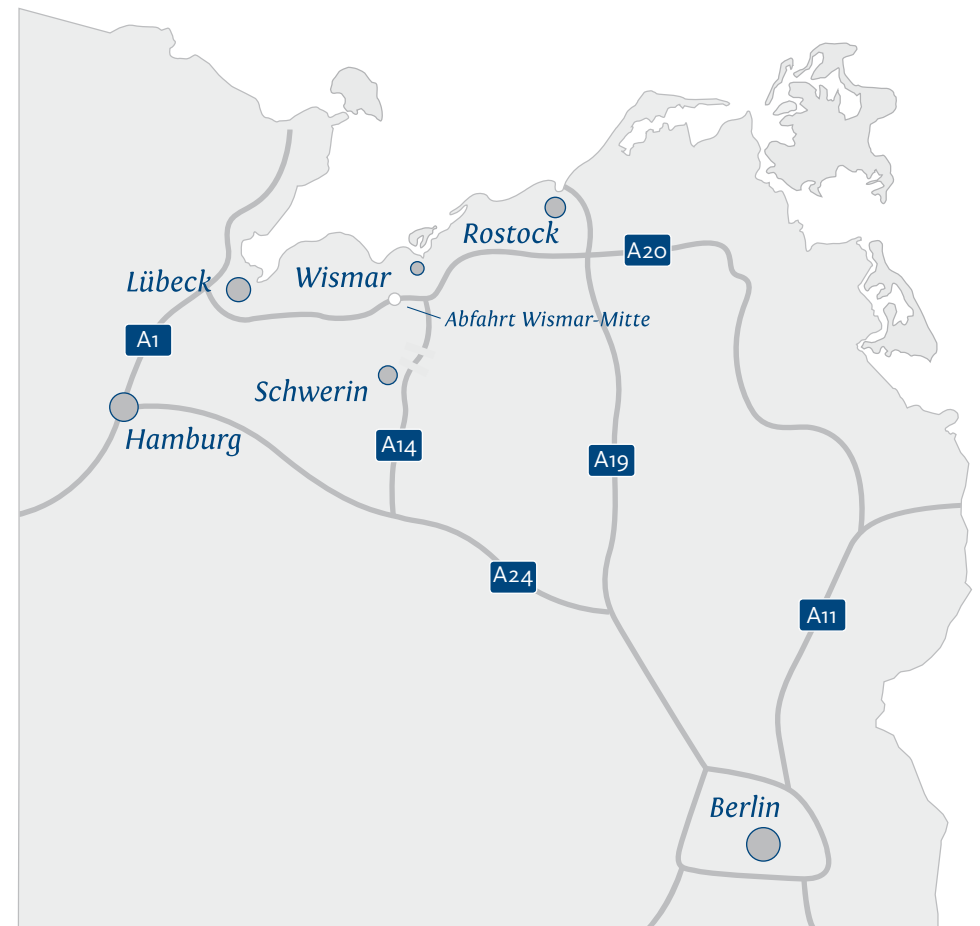 Rostock
A20
Wismar
Lübeck
Abfahrt Wismar-Mitte
A1
Schwerin
Hamburg
A14
A19
A24
A11
Berlin